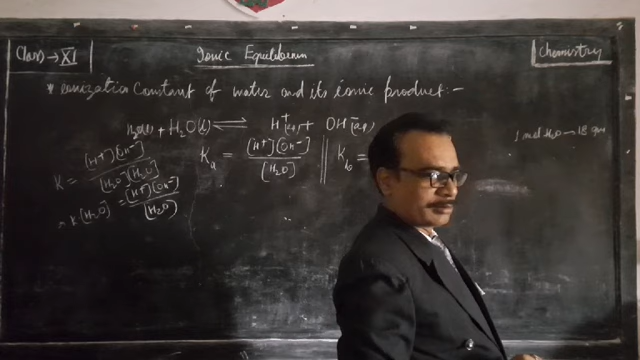 Class → XI
Ionic Equilibrium
Chemistry
* Ionization Constant of water and its ionic product:-
H₂O(l) + H₂O(l) ⇌ H⁺(aq) + OH⁻(aq)
1 mol H₂O → 18 gm
K = [H⁺][OH⁻] / [H₂O][H₂O]
Kₐ = [H⁺][OH⁻] / [H₂O] || K_b =
K[H₂O] = [H⁺][OH⁻] / [H₂O]